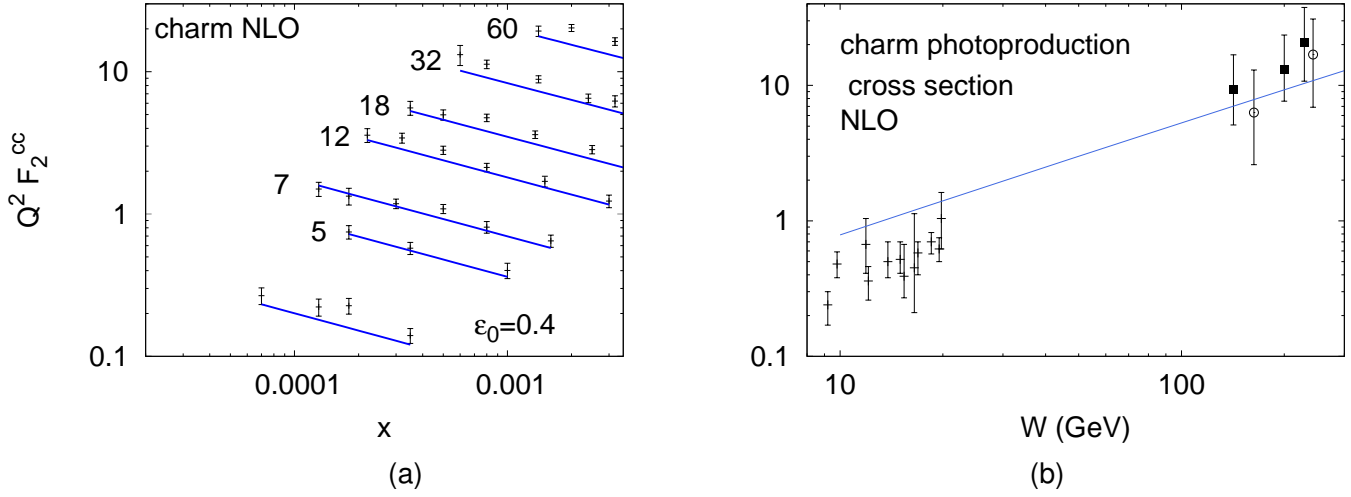 charm NLO
60
32
18
12
7
5
ε₀=0.4
10
1
0.1
0.0001
0.001
Q² F₂ᶜᶜ
x
(a)
charm photoproduction
cross section
NLO
10
1
0.1
10
100
W (GeV)
(b)